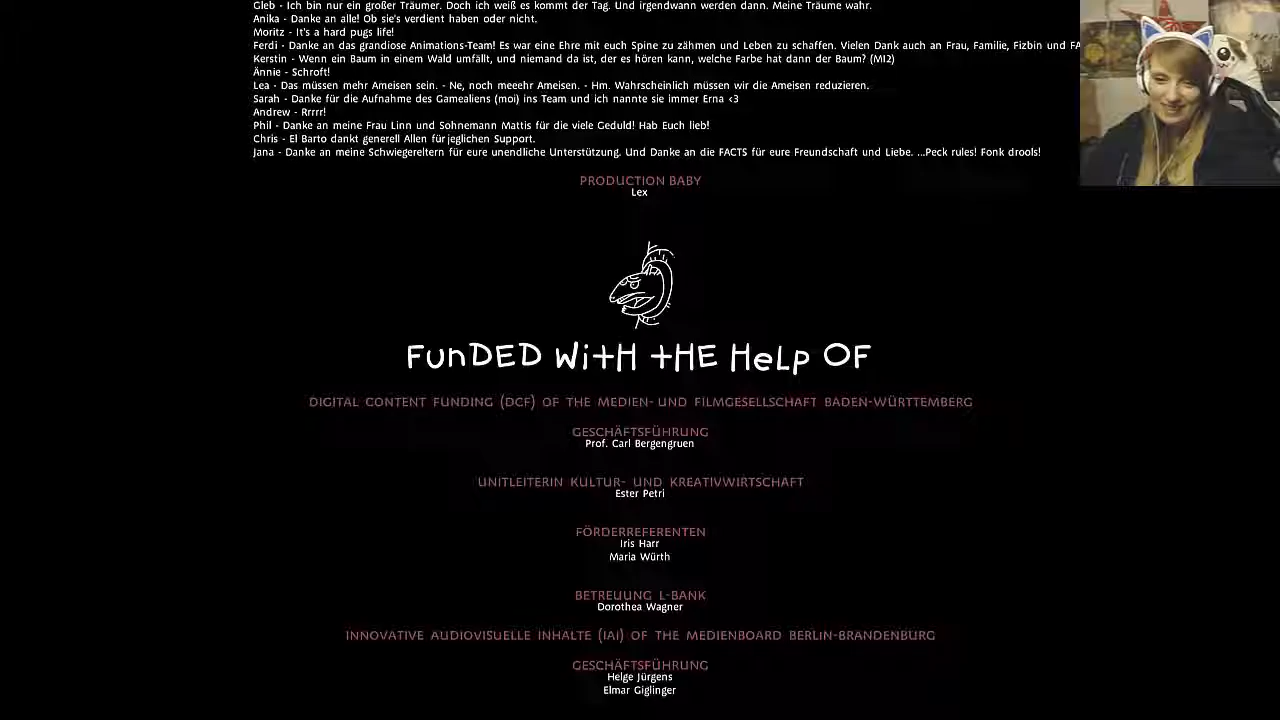 Gleb - Ich bin nur ein großer Träumer. Doch ich weiß es kommt der Tag. Und irgendwann werden dann. Meine Träume wahr.
Anika - Danke an alle! Ob sie's verdient haben oder nicht.
Moritz - It's a hard pugs life!
Ferdi - Danke an das grandiose Animations-Team! Es war eine Ehre mit euch Spine zu zähmen und Leben zu schaffen. Vielen Dank auch an Frau, Familie, Fizbin und FA
Kerstin - Wenn ein Baum in einem Wald umfällt, und niemand da ist, der es hören kann, welche Farbe hat dann der Baum? (MI2)
Ännie - Schroft!
Lea - Das müssen mehr Ameisen sein. - Ne, noch meeehr Ameisen. - Hm. Wahrscheinlich müssen wir die Ameisen reduzieren.
Sarah - Danke für die Aufnahme des Gamealiens (moi) ins Team und ich nannte sie immer Erna <3
Andrew - Rrrrr!
Phil - Danke an meine Frau Linn und Sohnemann Mattis für die viele Geduld! Hab Euch lieb!
Chris - El Barto dankt generell Allen für jeglichen Support.
Jana - Danke an meine Schwiegereltern für eure unendliche Unterstützung. Und Danke an die FACTS für eure Freundschaft und Liebe. ...Peck rules! Fonk drools!
PRODUCTION BABY
Lex
FunDED WitH tHE HeLp OF
DIGITAL CONTENT FUNDING (DCF) OF THE MEDIEN- UND FILMGESELLSCHAFT BADEN-WÜRTTEMBERG
GESCHÄFTSFÜHRUNG
Prof. Carl Bergengruen
UNITLEITERIN KULTUR- UND KREATIVWIRTSCHAFT
Ester Petri
FÖRDERREFERENTEN
Iris Harr
Maria Würth
BETREUUNG L-BANK
Dorothea Wagner
INNOVATIVE AUDIOVISUELLE INHALTE (IAI) OF THE MEDIENBOARD BERLIN-BRANDENBURG
GESCHÄFTSFÜHRUNG
Helge Jürgens
Elmar Giglinger